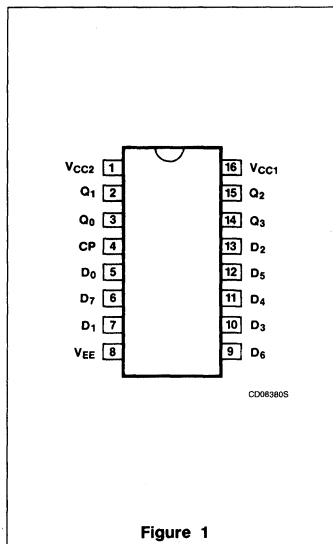 VCC2 1 16 VCC1
Q1 2 15 Q2
Q0 3 14 Q3
CP 4 13 D2
D0 5 12 D5
D7 6 11 D4
D1 7 10 D3
VEE 8 9 D6
CD08380S
Figure 1